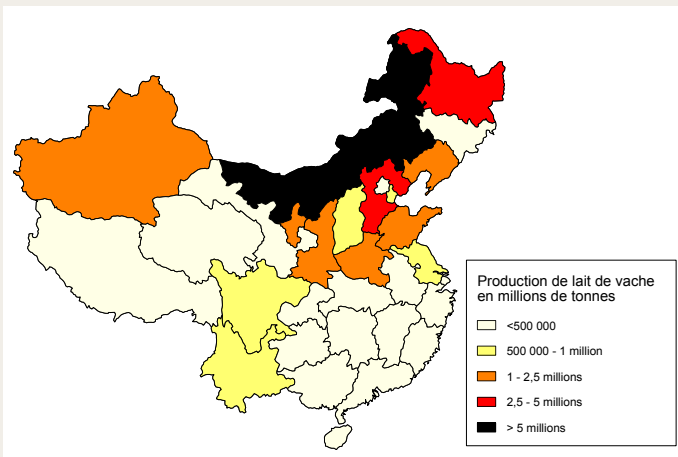 Production de lait de vache
en millions de tonnes
<500 000
500 000 - 1 million
1 - 2,5 millions
2,5 - 5 millions
> 5 millions